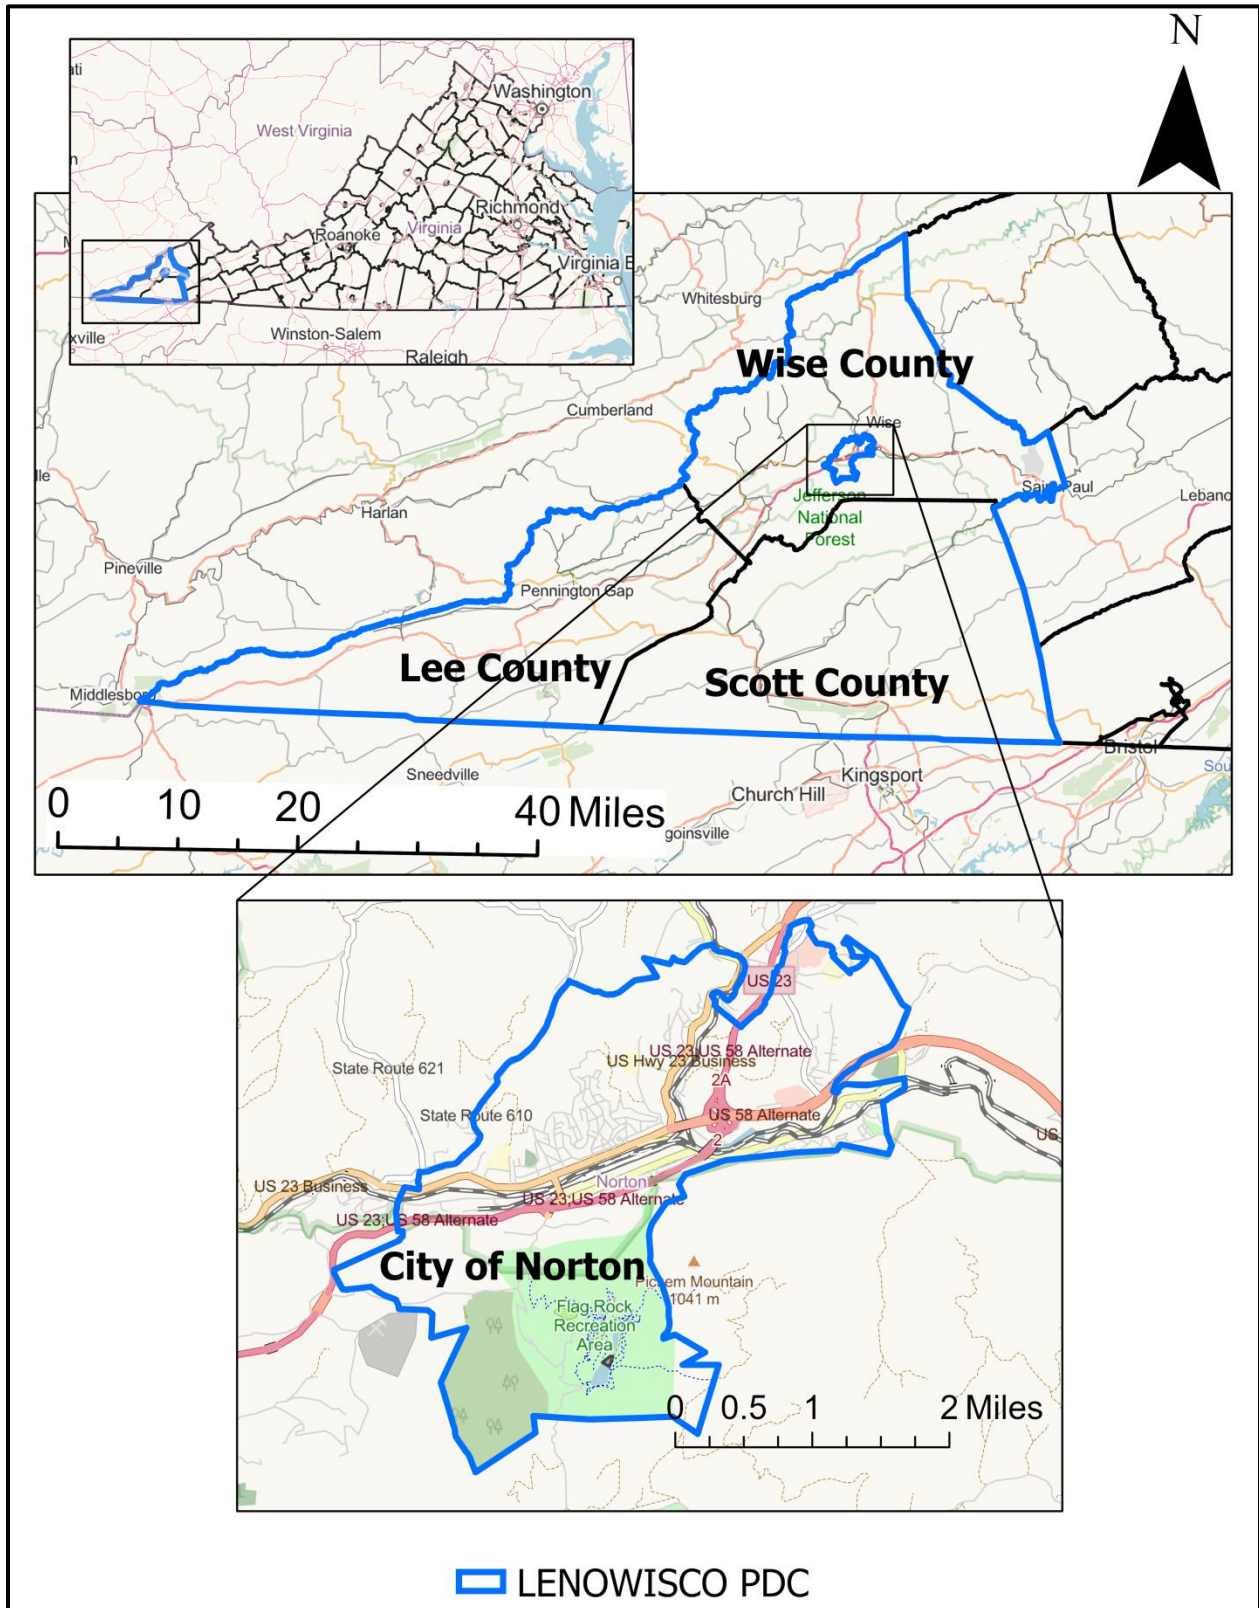 N
ati
Washington
West Virginia
Richmond
Virginia
Roanoke
Virginia B
xville
Winston-Salem
Raleigh
Whitesburg
Wise County
Cumberland
Wise
Harlan
Saint Paul
Jefferson
National
Forest
Lebano
lle
Pineville
Pennington Gap
Lee County
Scott County
Middlesboro
Bristol
Sou
Sneedville
Kingsport
Church Hill
goinsville
0 10 20 40 Miles
US 23
US 23;US 58 Alternate
US Hwy 23 Business
State Route 621
2A
State Route 610
US 58 Alternate
2
US
Norton
US 23 Business
US 23;US 58 Alternate
US 23;US 58 Alternate
City of Norton
Pickem Mountain
1041 m
Flag Rock
Recreation
Area
0 0.5 1 2 Miles
LENOWISCO PDC